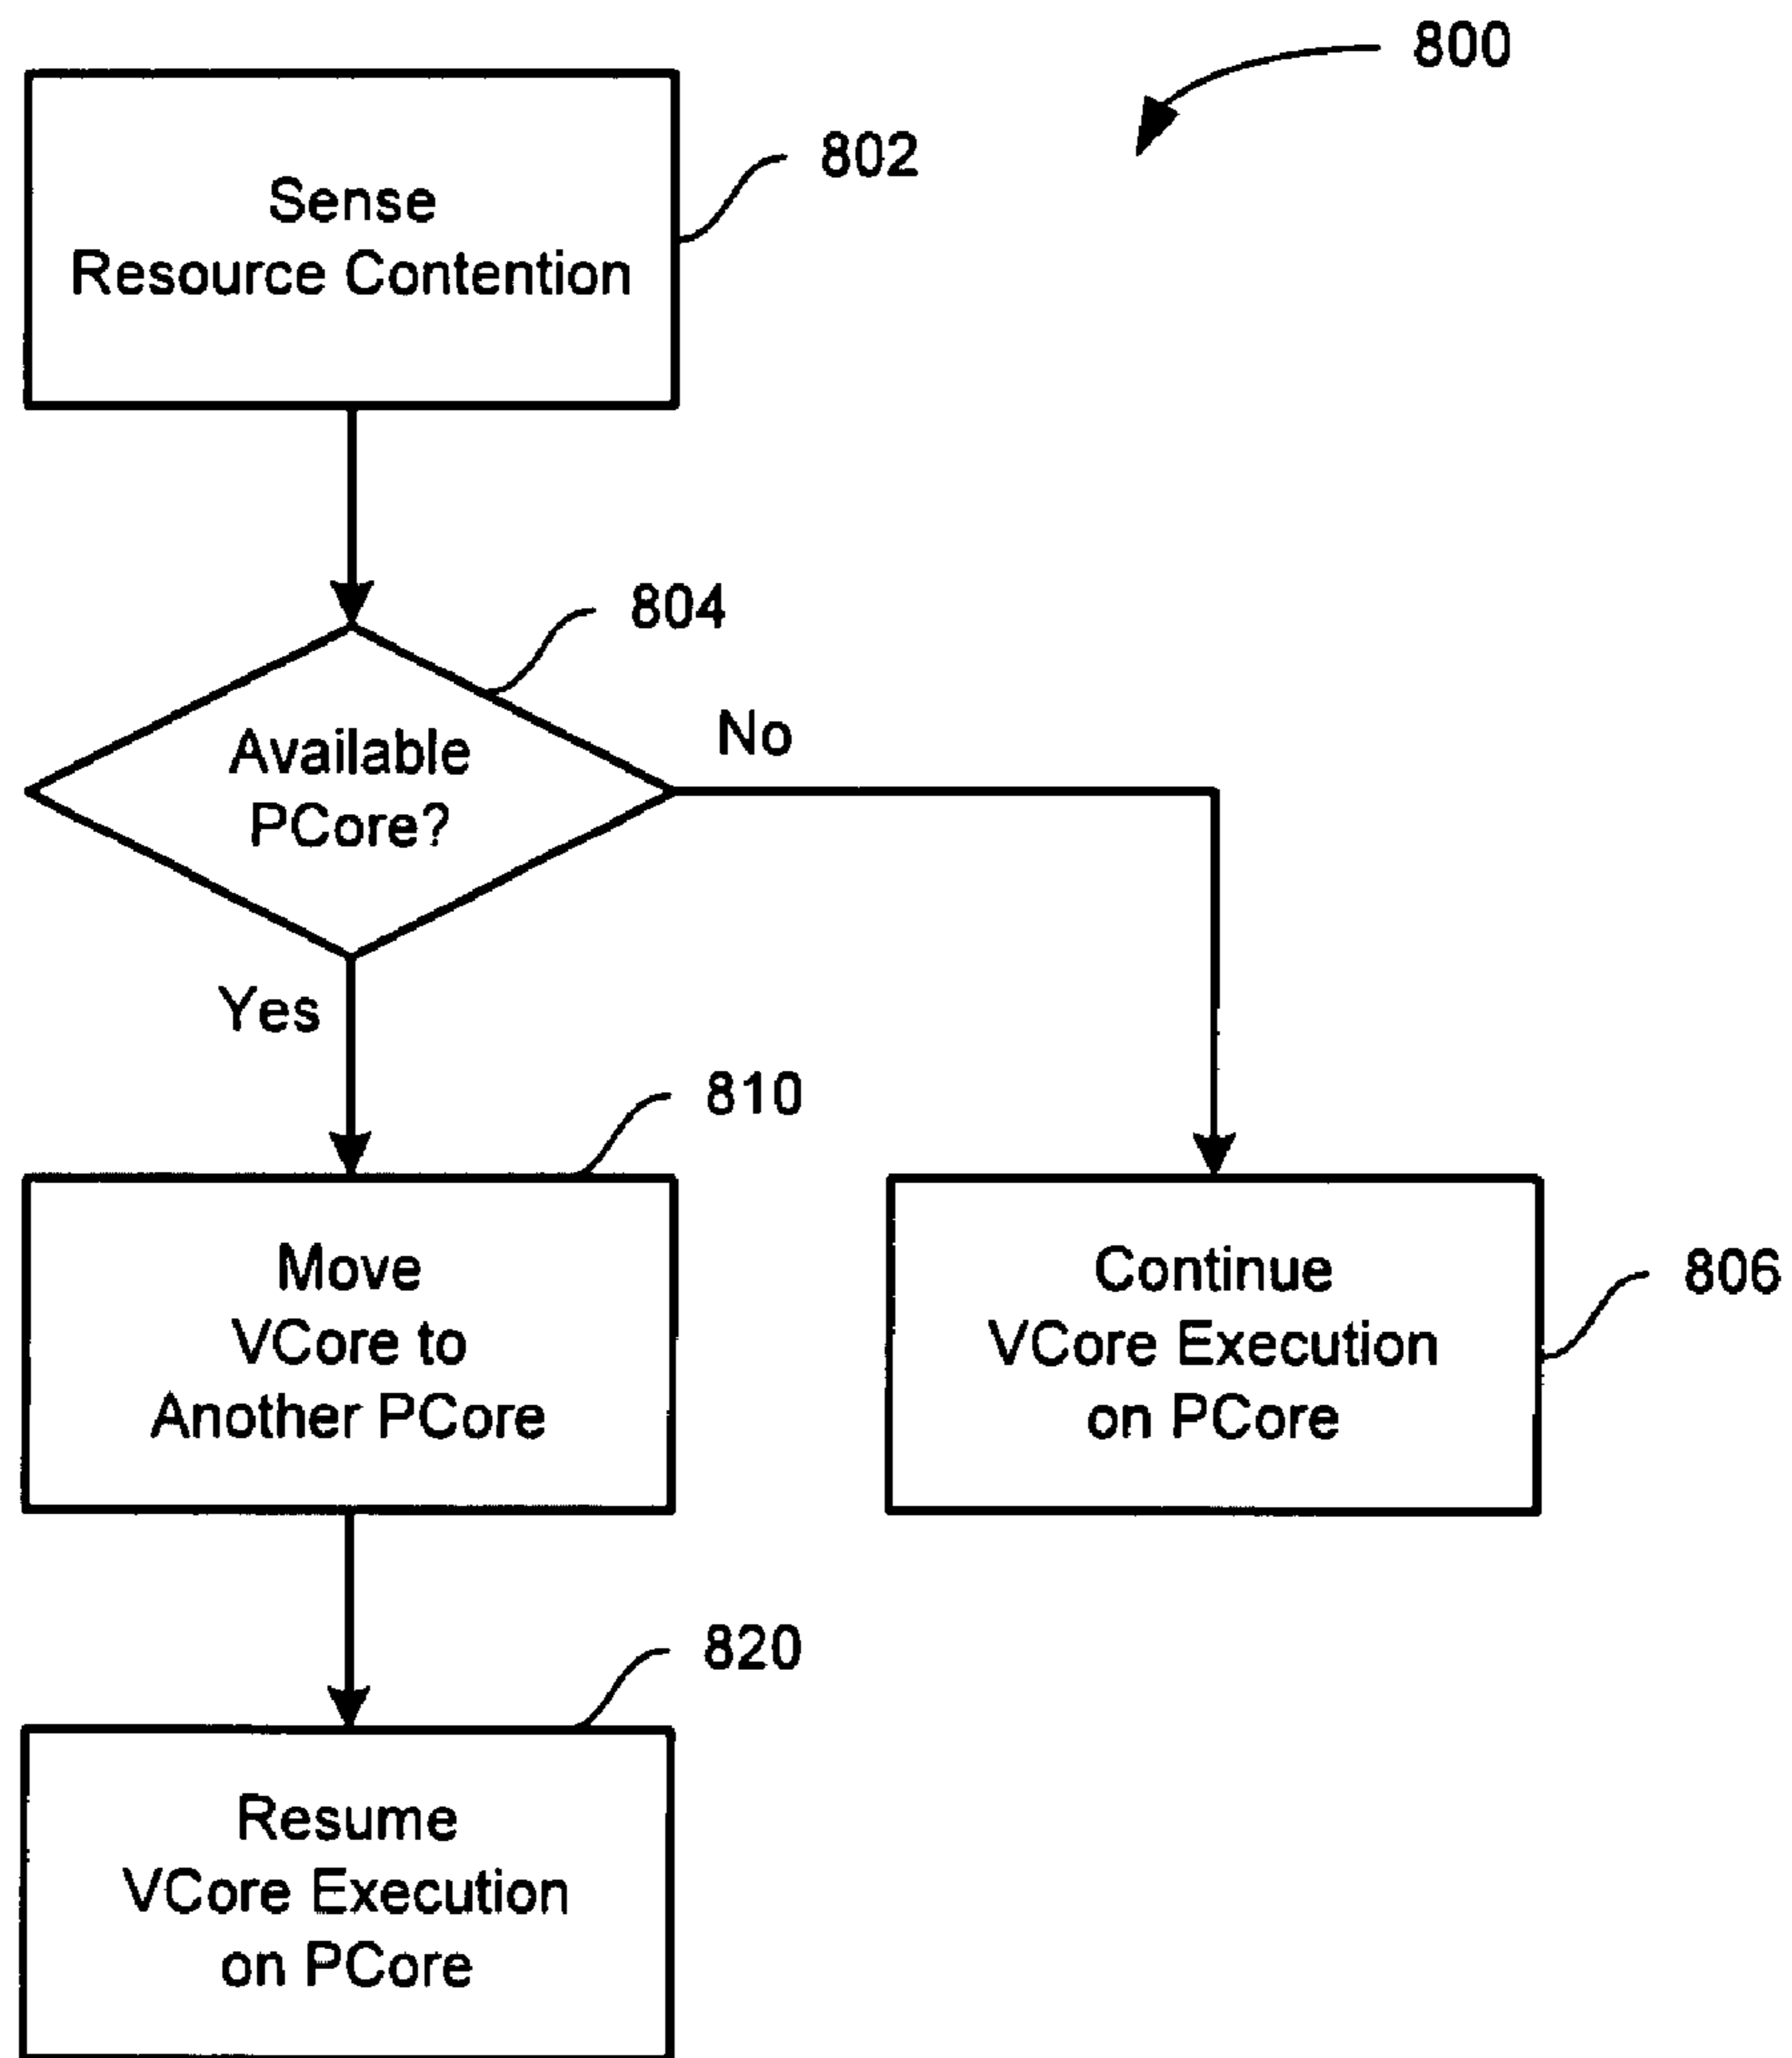 800
802
Sense
Resource Contention
804
Available
PCore?
No
Yes
810
Move
VCore to
Another PCore
Continue
VCore Execution
on PCore
806
820
Resume
VCore Execution
on PCore